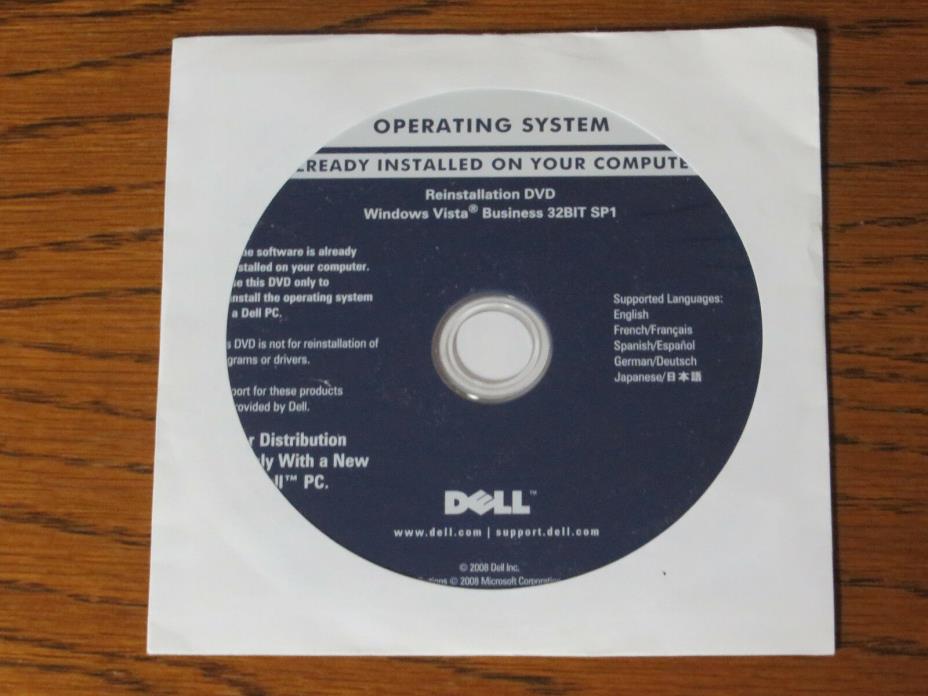 OPERATING SYSTEM
LREADY INSTALLED ON YOUR COMPUTE
Reinstallation DVD
Windows Vista® Business 32BIT SP1
he software is already
stalled on your computer.
e this DVD only to
nstall the operating system
a Dell PC.
s DVD is not for reinstallation of
grams or drivers.
port for these products
rovided by Dell.
r Distribution
ly With a New
ll™ PC.
Supported Languages:
English
French/Français
Spanish/Español
German/Deutsch
Japanese/日本語
DELL™
www.dell.com | support.dell.com
© 2008 Dell Inc.
© 2008 Microsoft Corporation